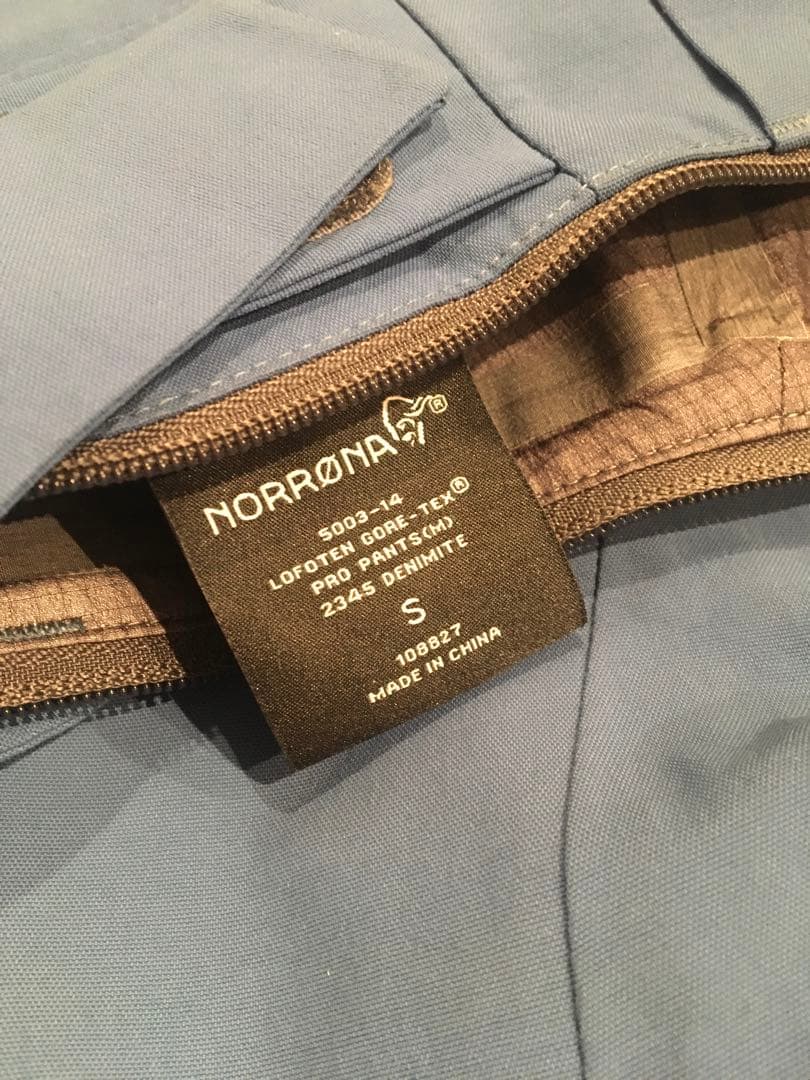 NORRØNA®
5003-14
LOFOTEN GORE-TEX®
PRO PANTS(M)
2345 DENIMITE
S
108827
MADE IN CHINA